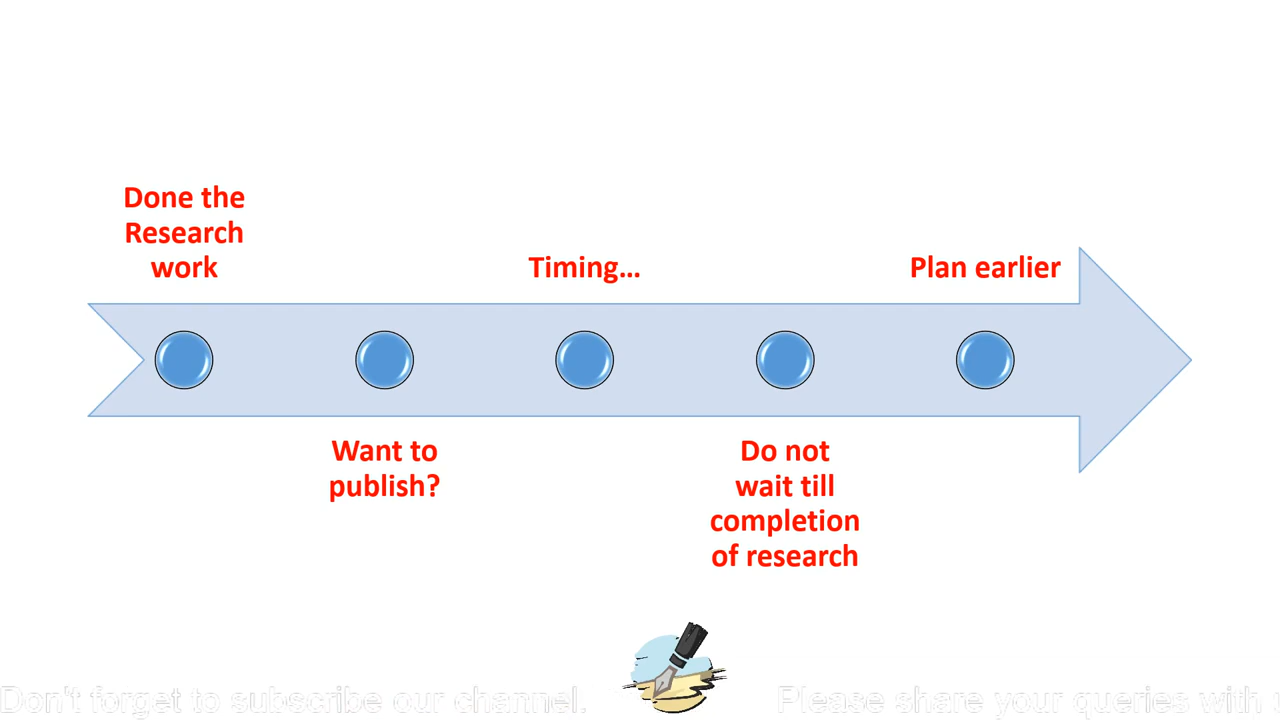 Done the
Research
work
Want to
publish?
Timing...
Do not
wait till
completion
of research
Plan earlier
Don't forget to subscribe our channel.
Please share your queries with